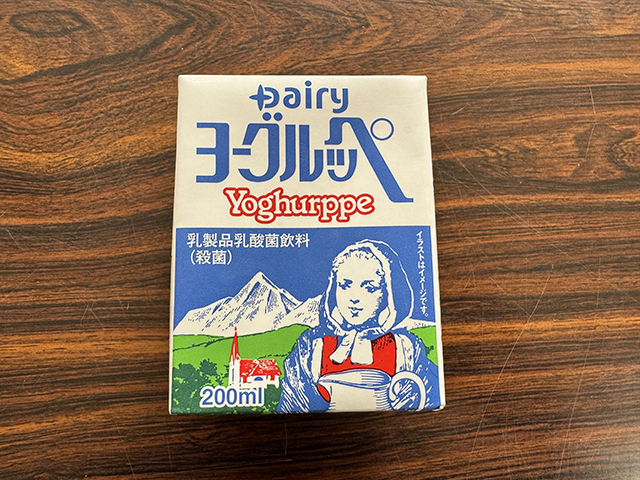 Dairy
ヨーグルッペ
Yoghurppe
乳製品乳酸菌飲料
（殺菌）
イラストはイメージです。
200ml